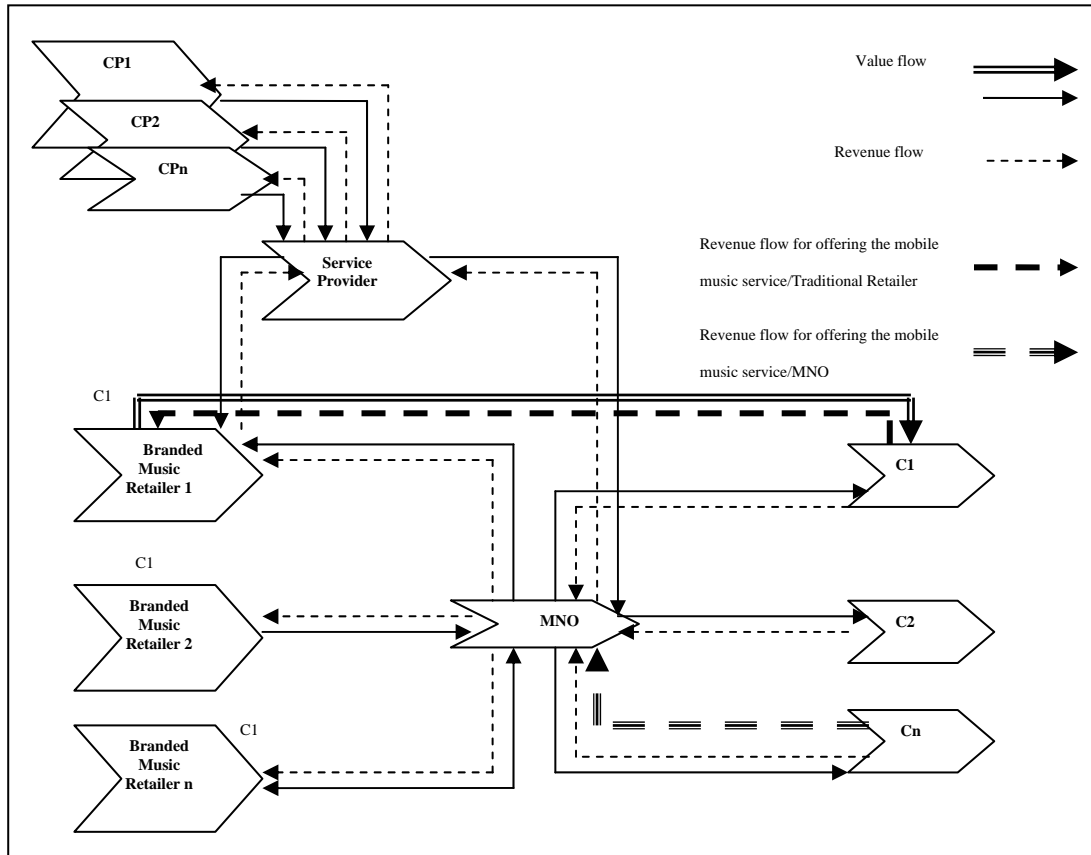 CP1
CP2
CPn
Service
Provider
Value flow
Revenue flow
Revenue flow for offering the mobile
music service/Traditional Retailer
Revenue flow for offering the mobile
music service/MNO
C1
Branded
Music
Retailer 1
C1
C1
Branded
Music
Retailer 2
MNO
C2
C1
Branded
Music
Retailer n
Cn